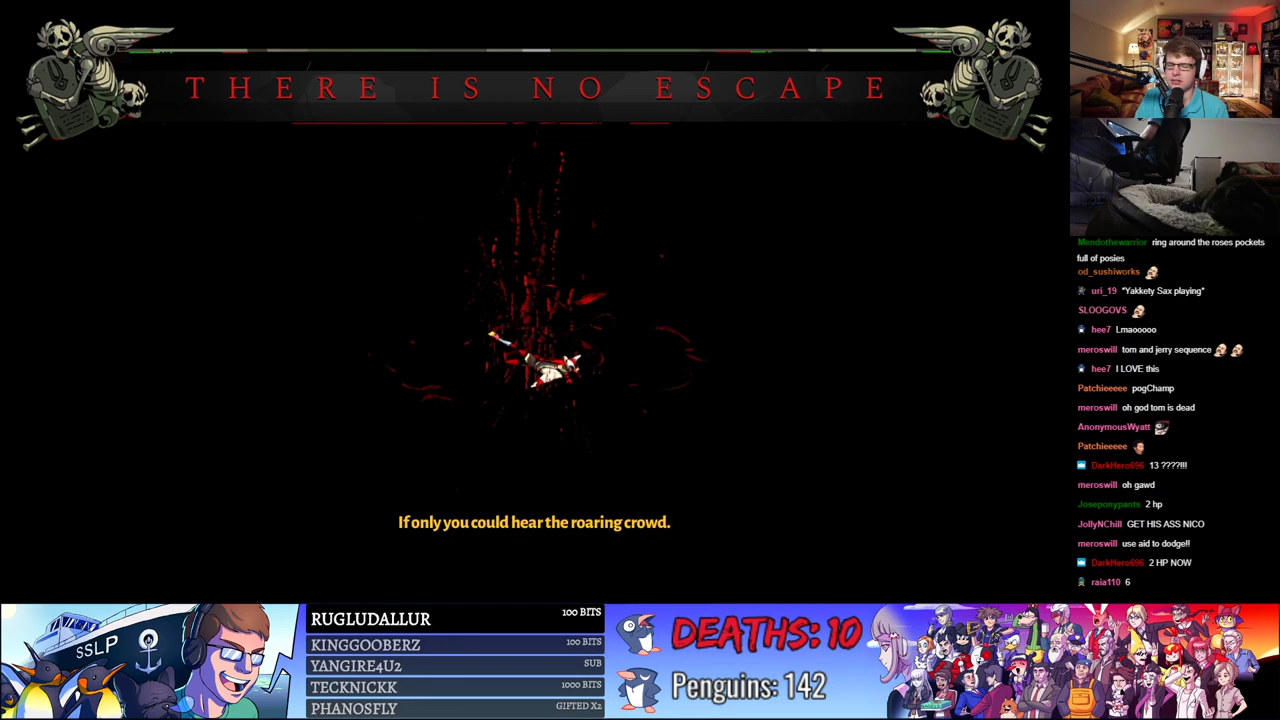 THERE IS NO ESCAPE
If only you could hear the roaring crowd.
Mendothewarrior ring around the roses pockets
full of posies
od_sushiworks
uri_19 *Yakkety Sax playing*
SLOOGOVS
hee7 Lmaooooo
meroswill tom and jerry sequence
hee7 I LOVE this
Patchieeeee pogChamp
meroswill oh god tom is dead
AnonymousWyatt
Patchieeeee
DarkHero696 13 ????!!!
meroswill oh gawd
Joseponypants 2 hp
JollyNChill GET HIS ASS NICO
meroswill use aid to dodge!!
DarkHero696 2 HP NOW
raia110 6
SSLP
RUGLUDALLUR 100 BITS
KINGGOOBERZ 100 BITS
YANGIRE4U2 SUB
TECKNICKK 1000 BITS
PHANOSFLY GIFTED X2
DEATHS: 10
Penguins: 142